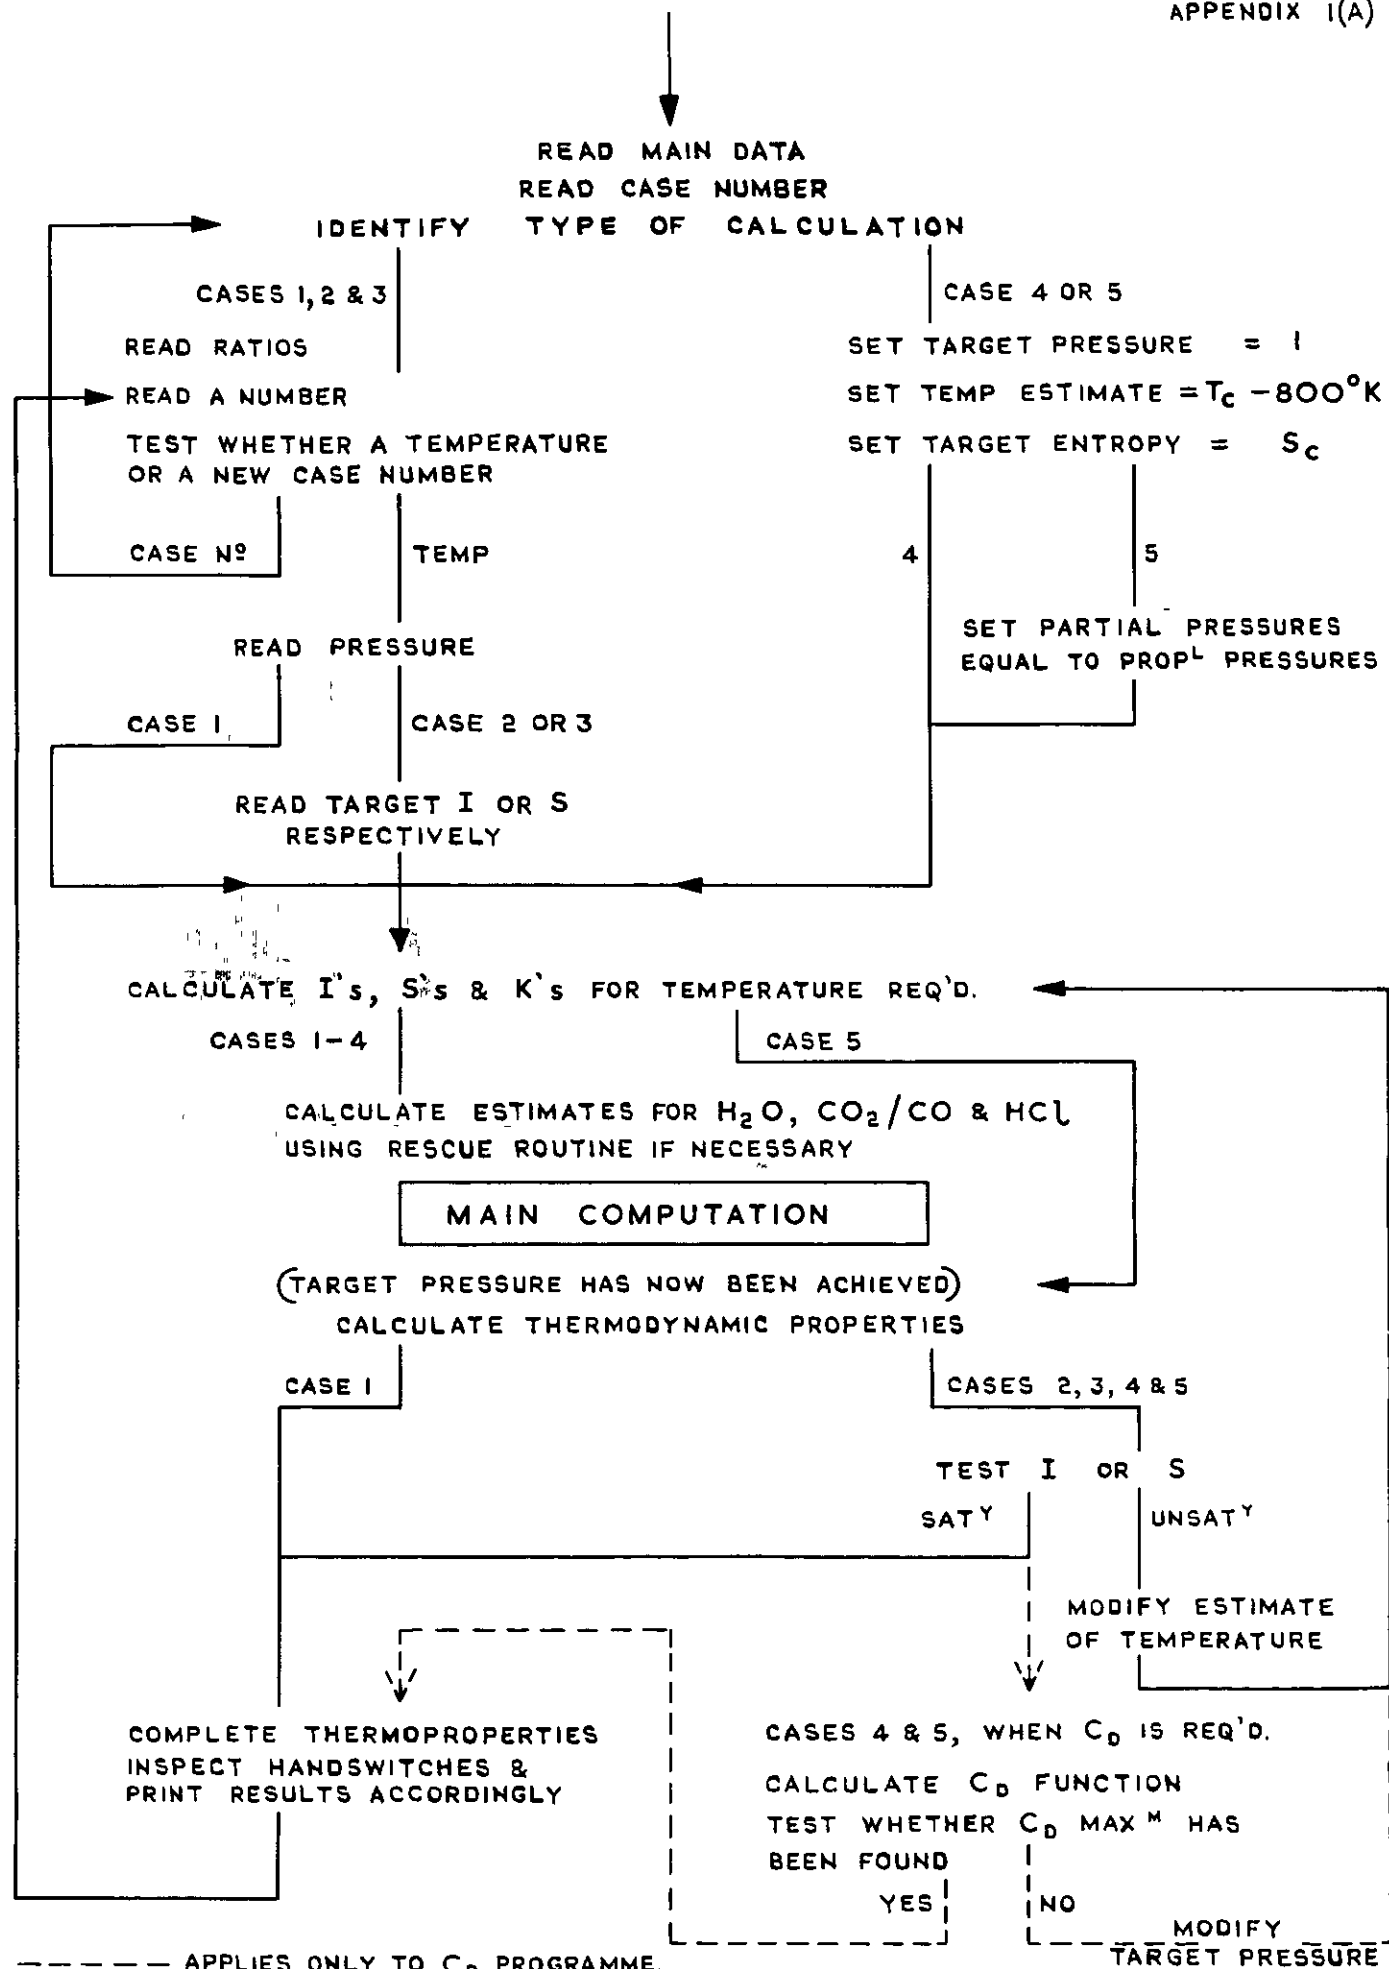 APPENDIX 1(A)
READ MAIN DATA
READ CASE NUMBER
IDENTIFY TYPE OF CALCULATION
CASES 1, 2 & 3
CASE 4 OR 5
READ RATIOS
SET TARGET PRESSURE = 1
READ A NUMBER
SET TEMP ESTIMATE = Tc - 800°K
TEST WHETHER A TEMPERATURE
OR A NEW CASE NUMBER
SET TARGET ENTROPY = Sc
CASE Nº
TEMP
4
5
SET PARTIAL PRESSURES
EQUAL TO PROPᴸ PRESSURES
READ PRESSURE
CASE 1
CASE 2 OR 3
READ TARGET I OR S
RESPECTIVELY
CALCULATE I's, S's & K's FOR TEMPERATURE REQ'D.
CASES 1-4
CASE 5
CALCULATE ESTIMATES FOR H₂O, CO₂/CO & HCl
USING RESCUE ROUTINE IF NECESSARY
MAIN COMPUTATION
(TARGET PRESSURE HAS NOW BEEN ACHIEVED)
CALCULATE THERMODYNAMIC PROPERTIES
CASE 1
CASES 2, 3, 4 & 5
TEST I OR S
SATʸ
UNSATʸ
MODIFY ESTIMATE
OF TEMPERATURE
COMPLETE THERMOPROPERTIES
INSPECT HANDSWITCHES &
PRINT RESULTS ACCORDINGLY
CASES 4 & 5, WHEN C_D IS REQ'D.
CALCULATE C_D FUNCTION
TEST WHETHER C_D MAXᴹ HAS
BEEN FOUND
YES
NO
MODIFY
TARGET PRESSURE
----- APPLIES ONLY TO C_D PROGRAMME.